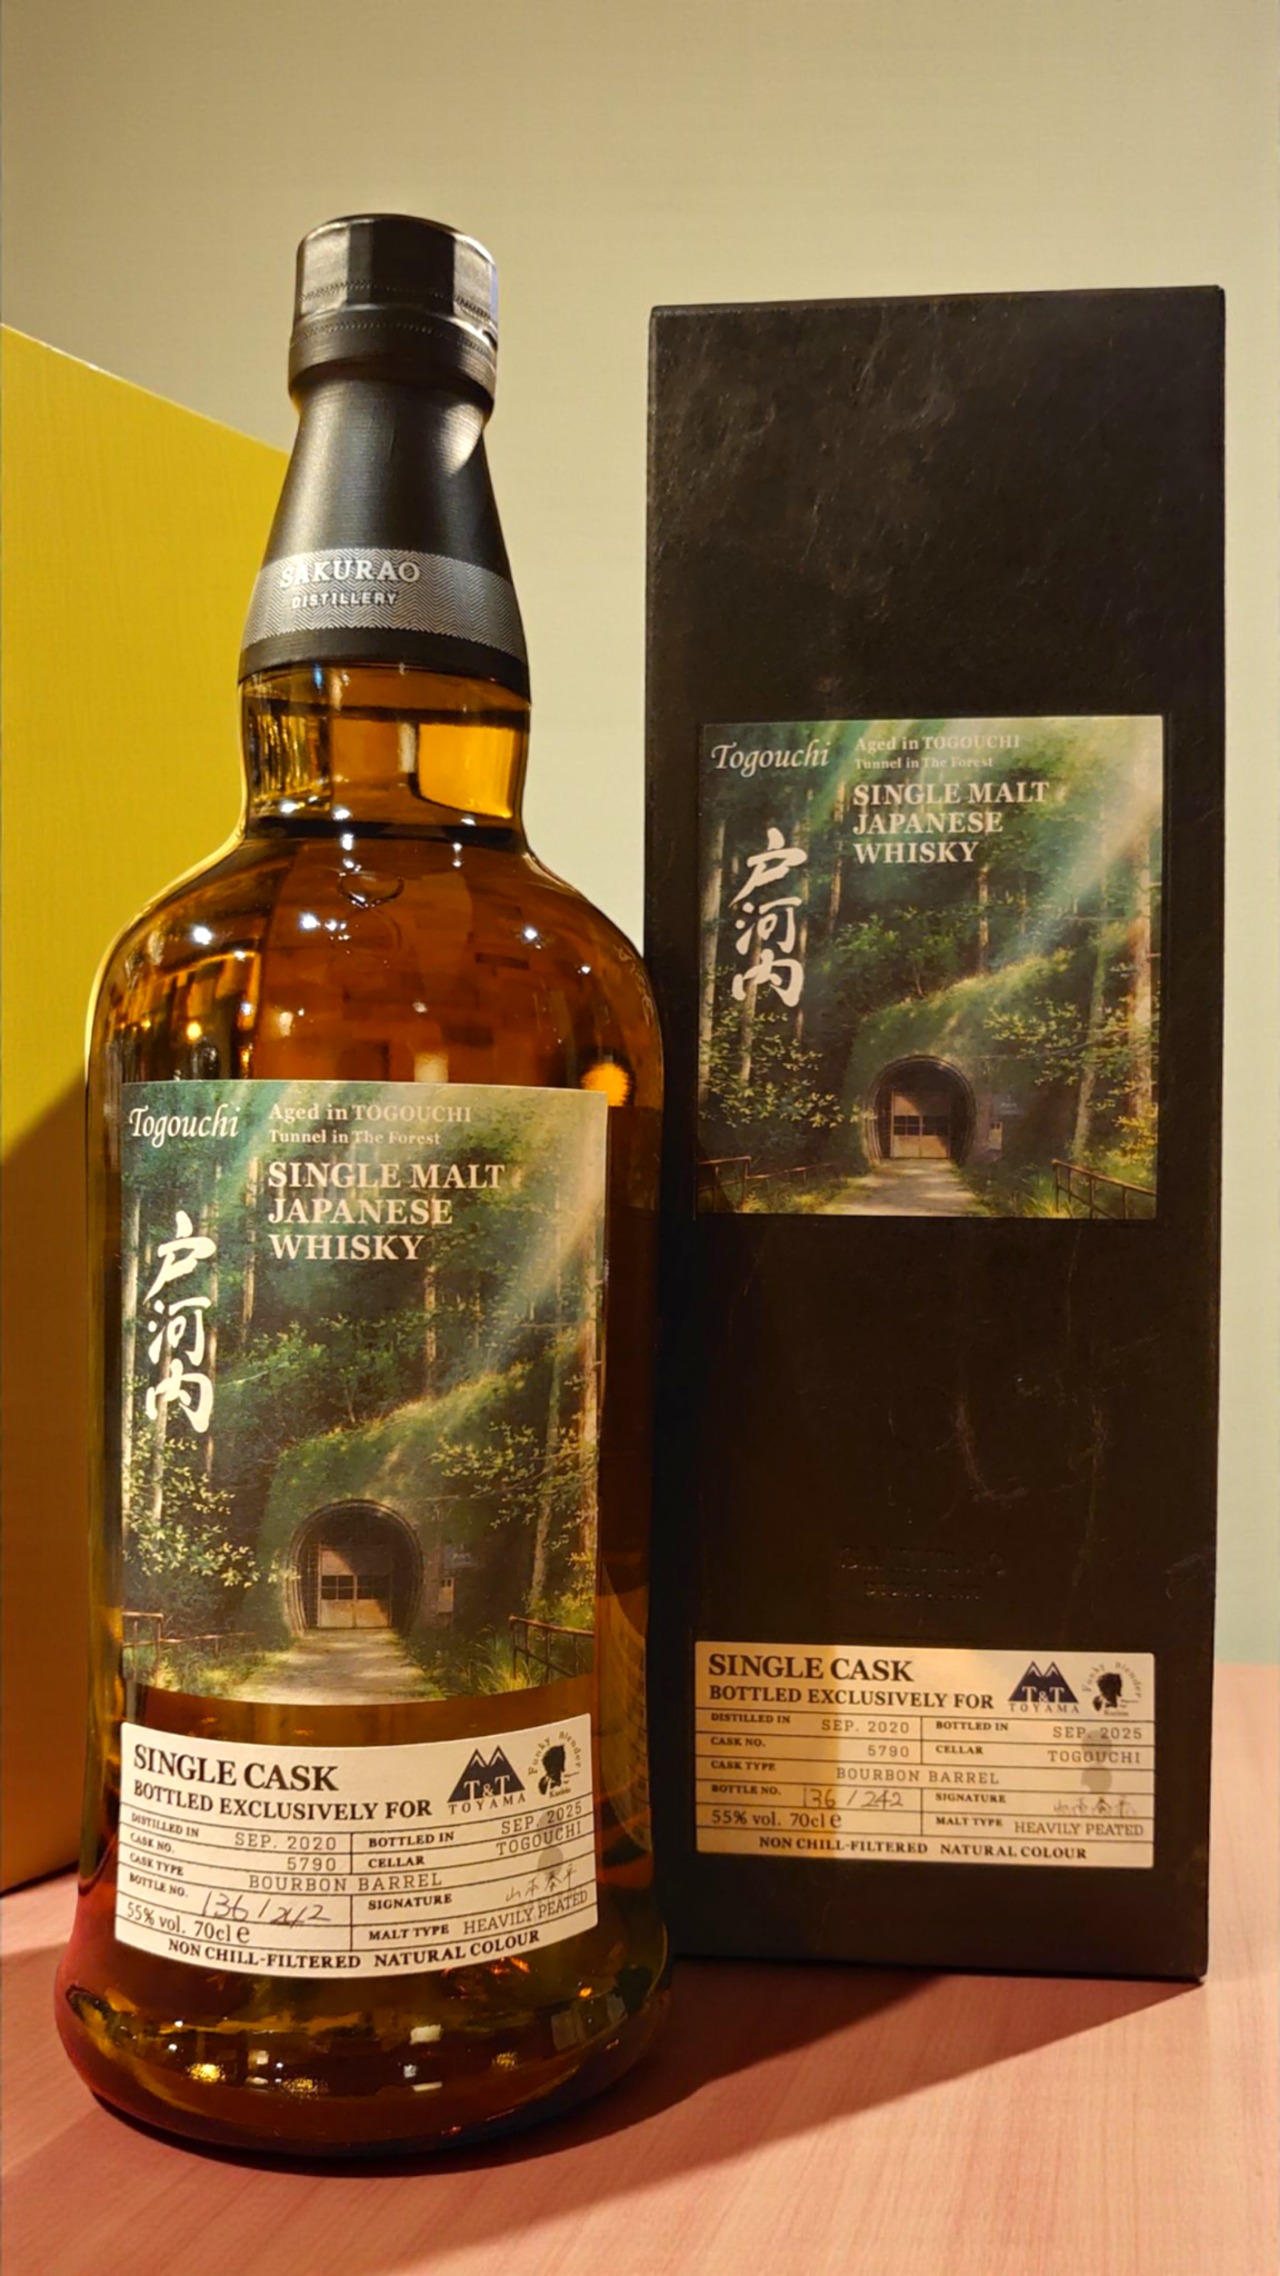 SAKURAO
DISTILLERY
Togouchi
Aged in TOGOUCHI
Tunnel in The Forest
SINGLE MALT
JAPANESE
WHISKY
戸河内
SINGLE CASK
BOTTLED EXCLUSIVELY FOR
T&T
TOYAMA
Funky Blender
Kazhiu
DISTILLED IN SEP. 2020 BOTTLED IN SEP. 2025
CASK NO. 5790 CELLAR TOGOUCHI
CASK TYPE BOURBON BARREL
BOTTLE NO. 136/242 SIGNATURE
55% vol. 70cl e MALT TYPE HEAVILY PEATED
NON CHILL-FILTERED NATURAL COLOUR
Togouchi
Aged in TOGOUCHI
Tunnel in The Forest
SINGLE MALT
JAPANESE
WHISKY
戸河内
SINGLE CASK
BOTTLED EXCLUSIVELY FOR
T&T
TOYAMA
Funky Blender
DISTILLED IN SEP. 2020 BOTTLED IN SEP. 2025
CASK NO. 5790 CELLAR TOGOUCHI
CASK TYPE BOURBON BARREL
BOTTLE NO. 136/242 SIGNATURE
55% vol. 70cl e MALT TYPE HEAVILY PEATED
NON CHILL-FILTERED NATURAL COLOUR